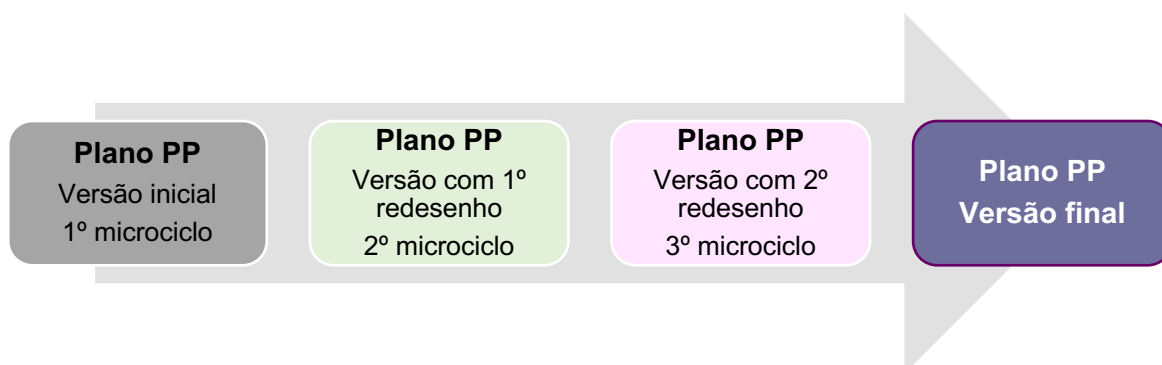 Plano PP
Versão inicial
1º microciclo
Plano PP
Versão com 1º
redesenho
2º microciclo
Plano PP
Versão com 2º
redesenho
3º microciclo
Plano PP
Versão final